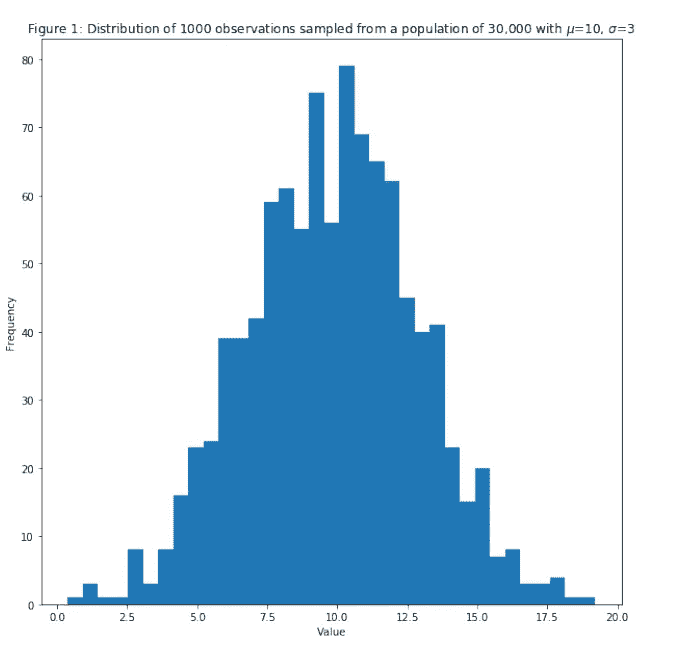 Figure 1: Distribution of 1000 observations sampled from a population of 30,000 with μ=10, σ=3
80
70
60
50
40
30
20
10
0
Frequency
0.0 2.5 5.0 7.5 10.0 12.5 15.0 17.5 20.0
Value